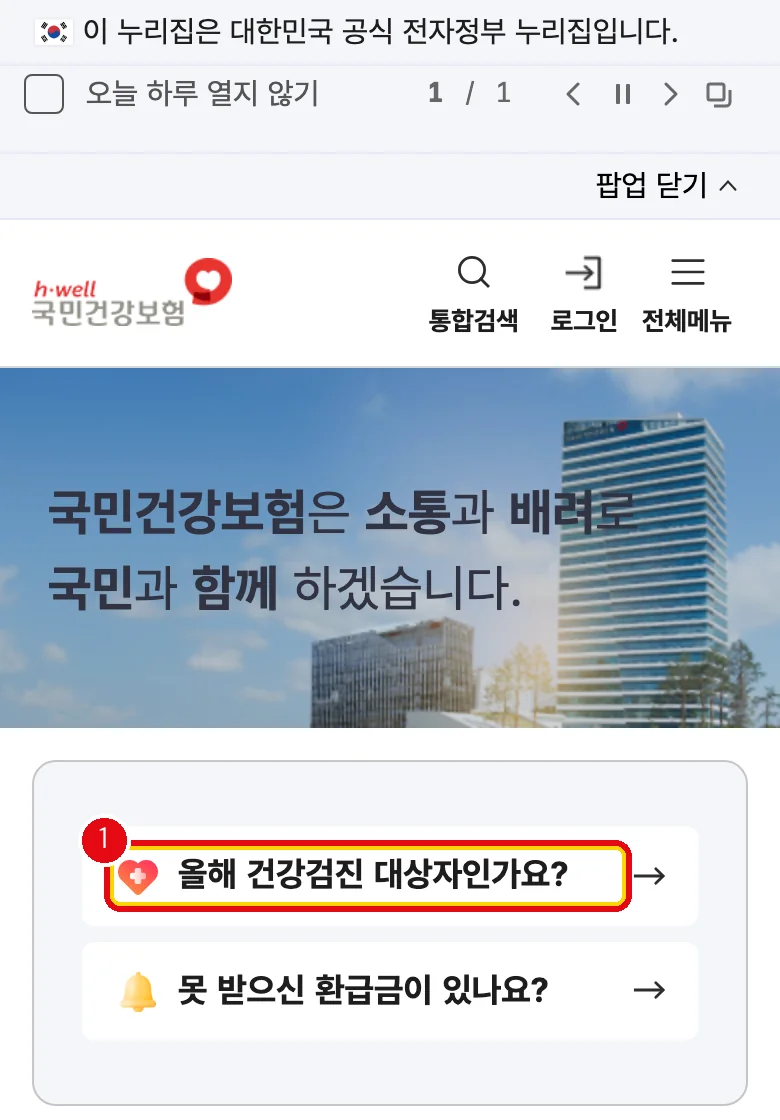 이 누리집은 대한민국 공식 전자정부 누리집입니다.
오늘 하루 열지 않기
1 / 1
팝업 닫기
h·well
국민건강보험
통합검색
로그인
전체메뉴
국민건강보험은 소통과 배려로
국민과 함께 하겠습니다.
1
올해 건강검진 대상자인가요?
못 받으신 환급금이 있나요?